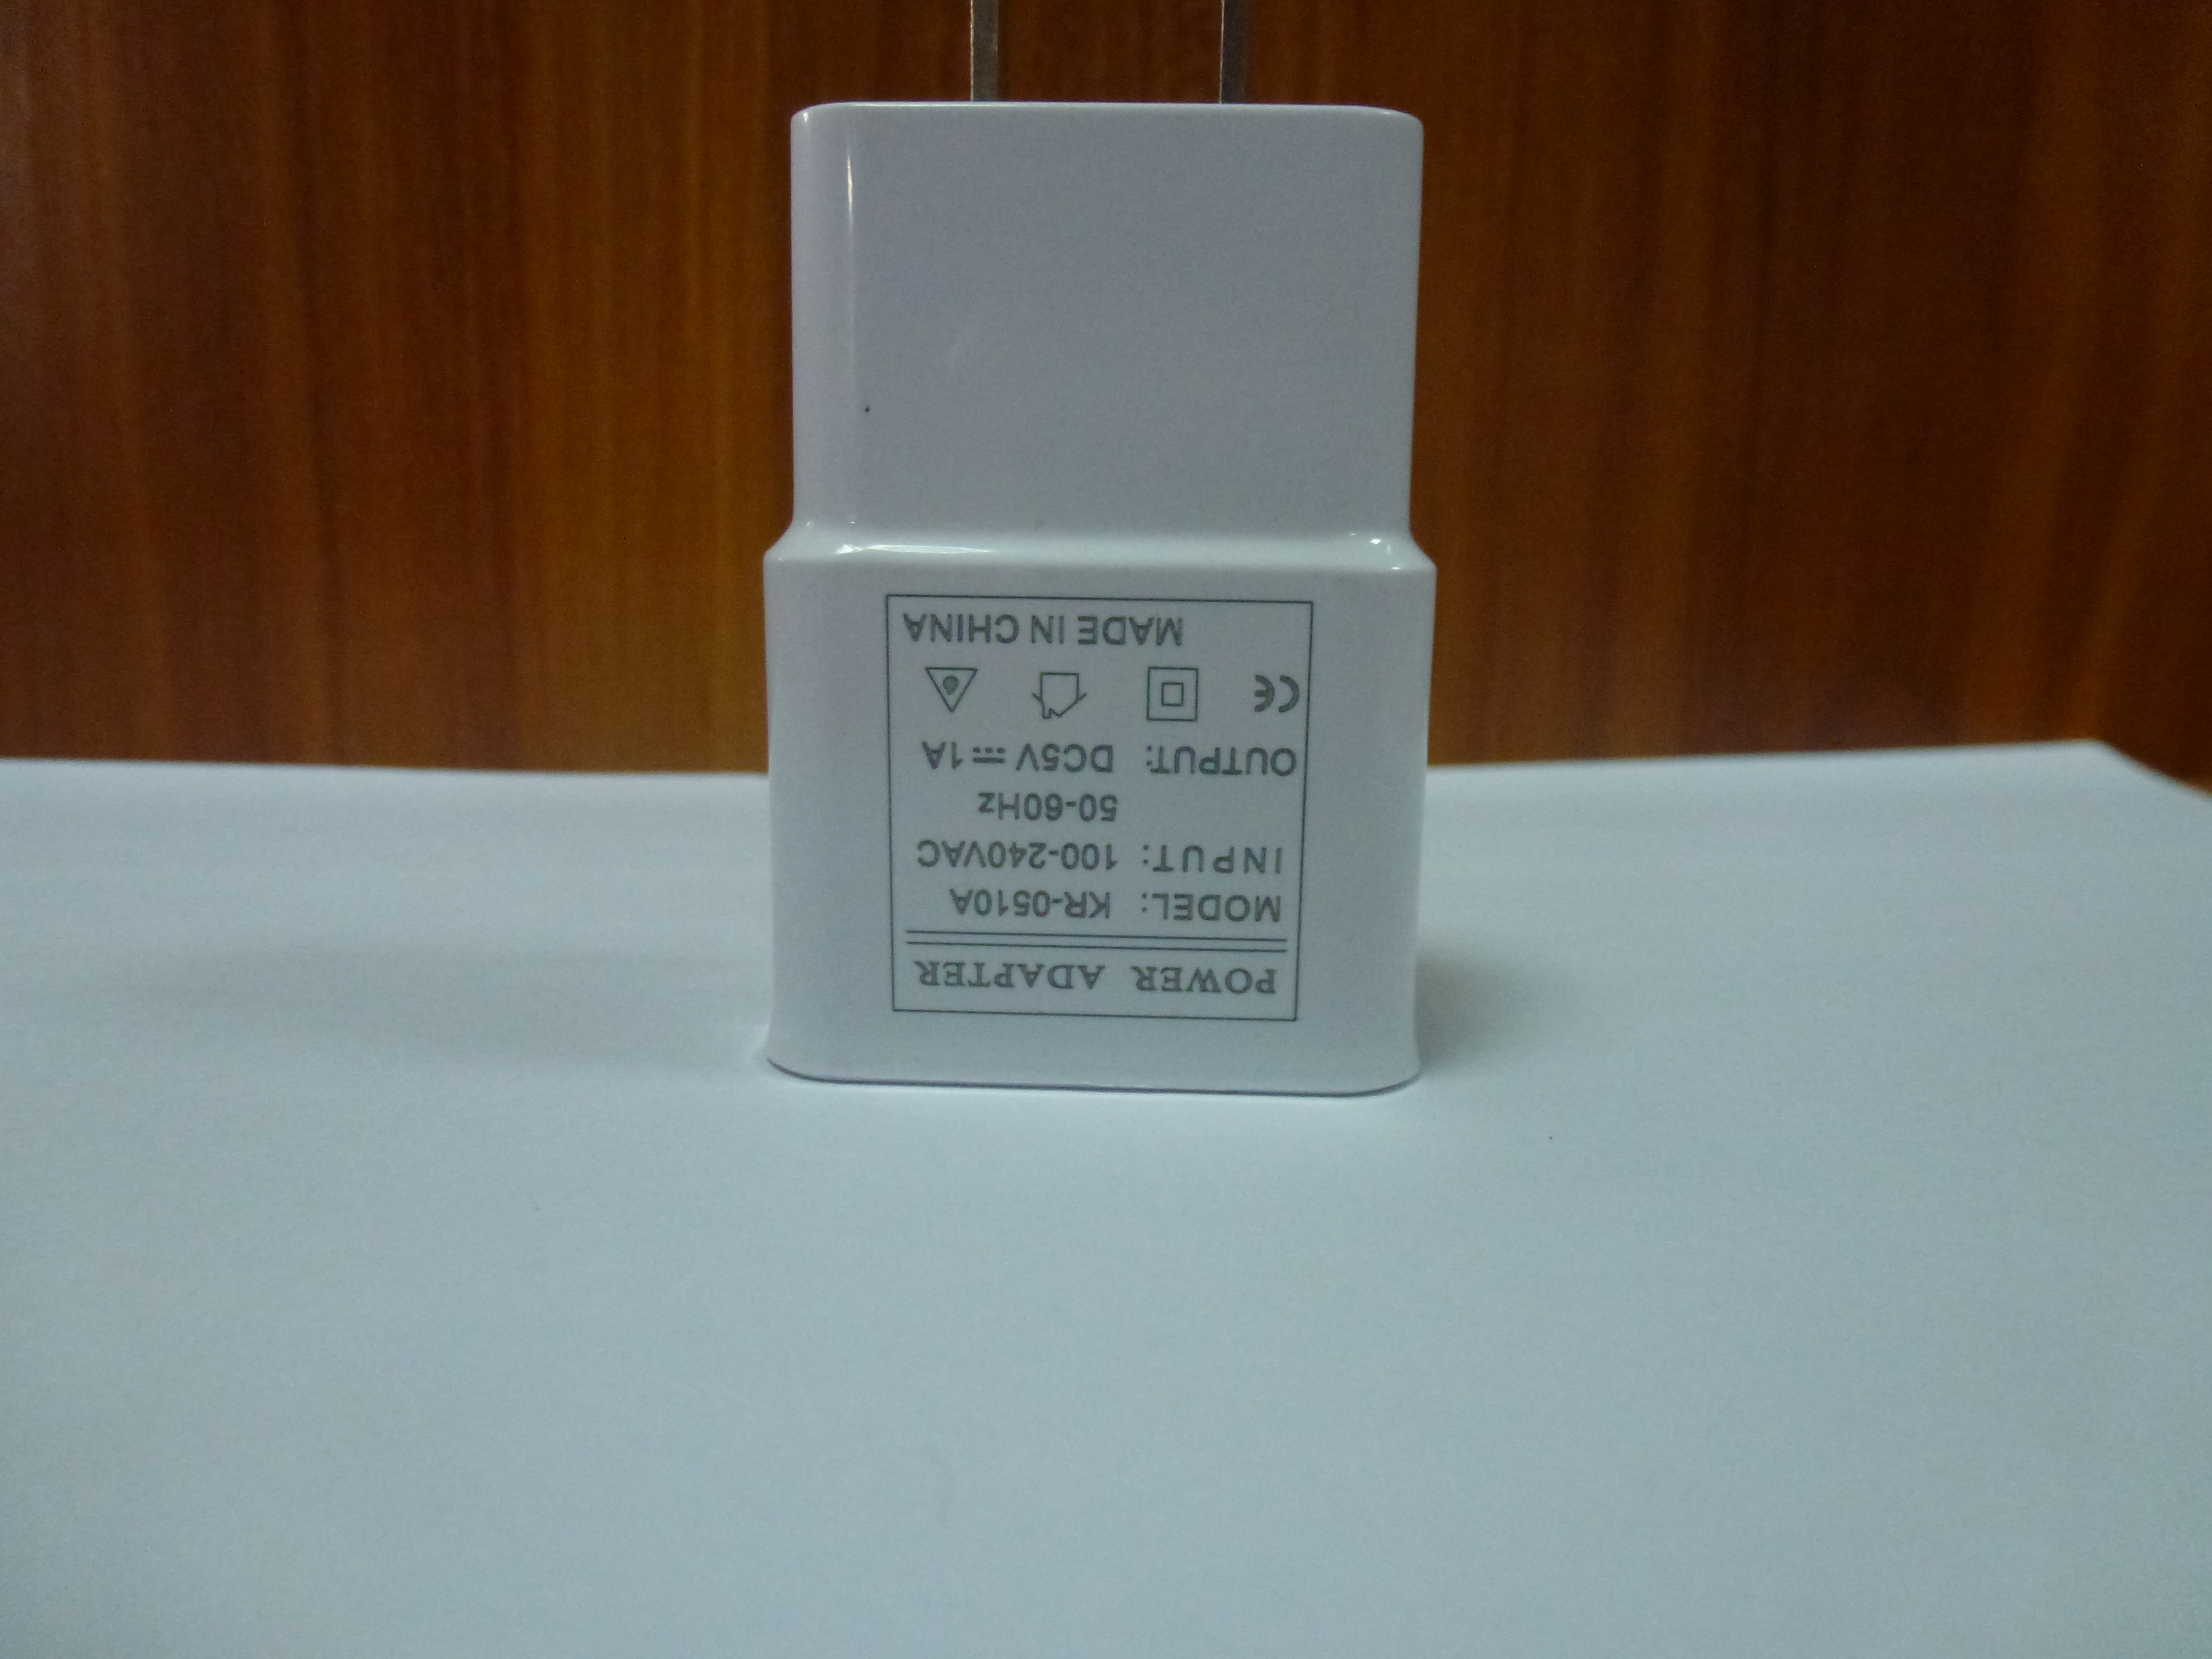 POWER ADAPTER
MODEL: KR-0510A
INPUT: 100-240VAC
50-60Hz
OUTPUT: DC5V ⎓ 1A
CE
MADE IN CHINA